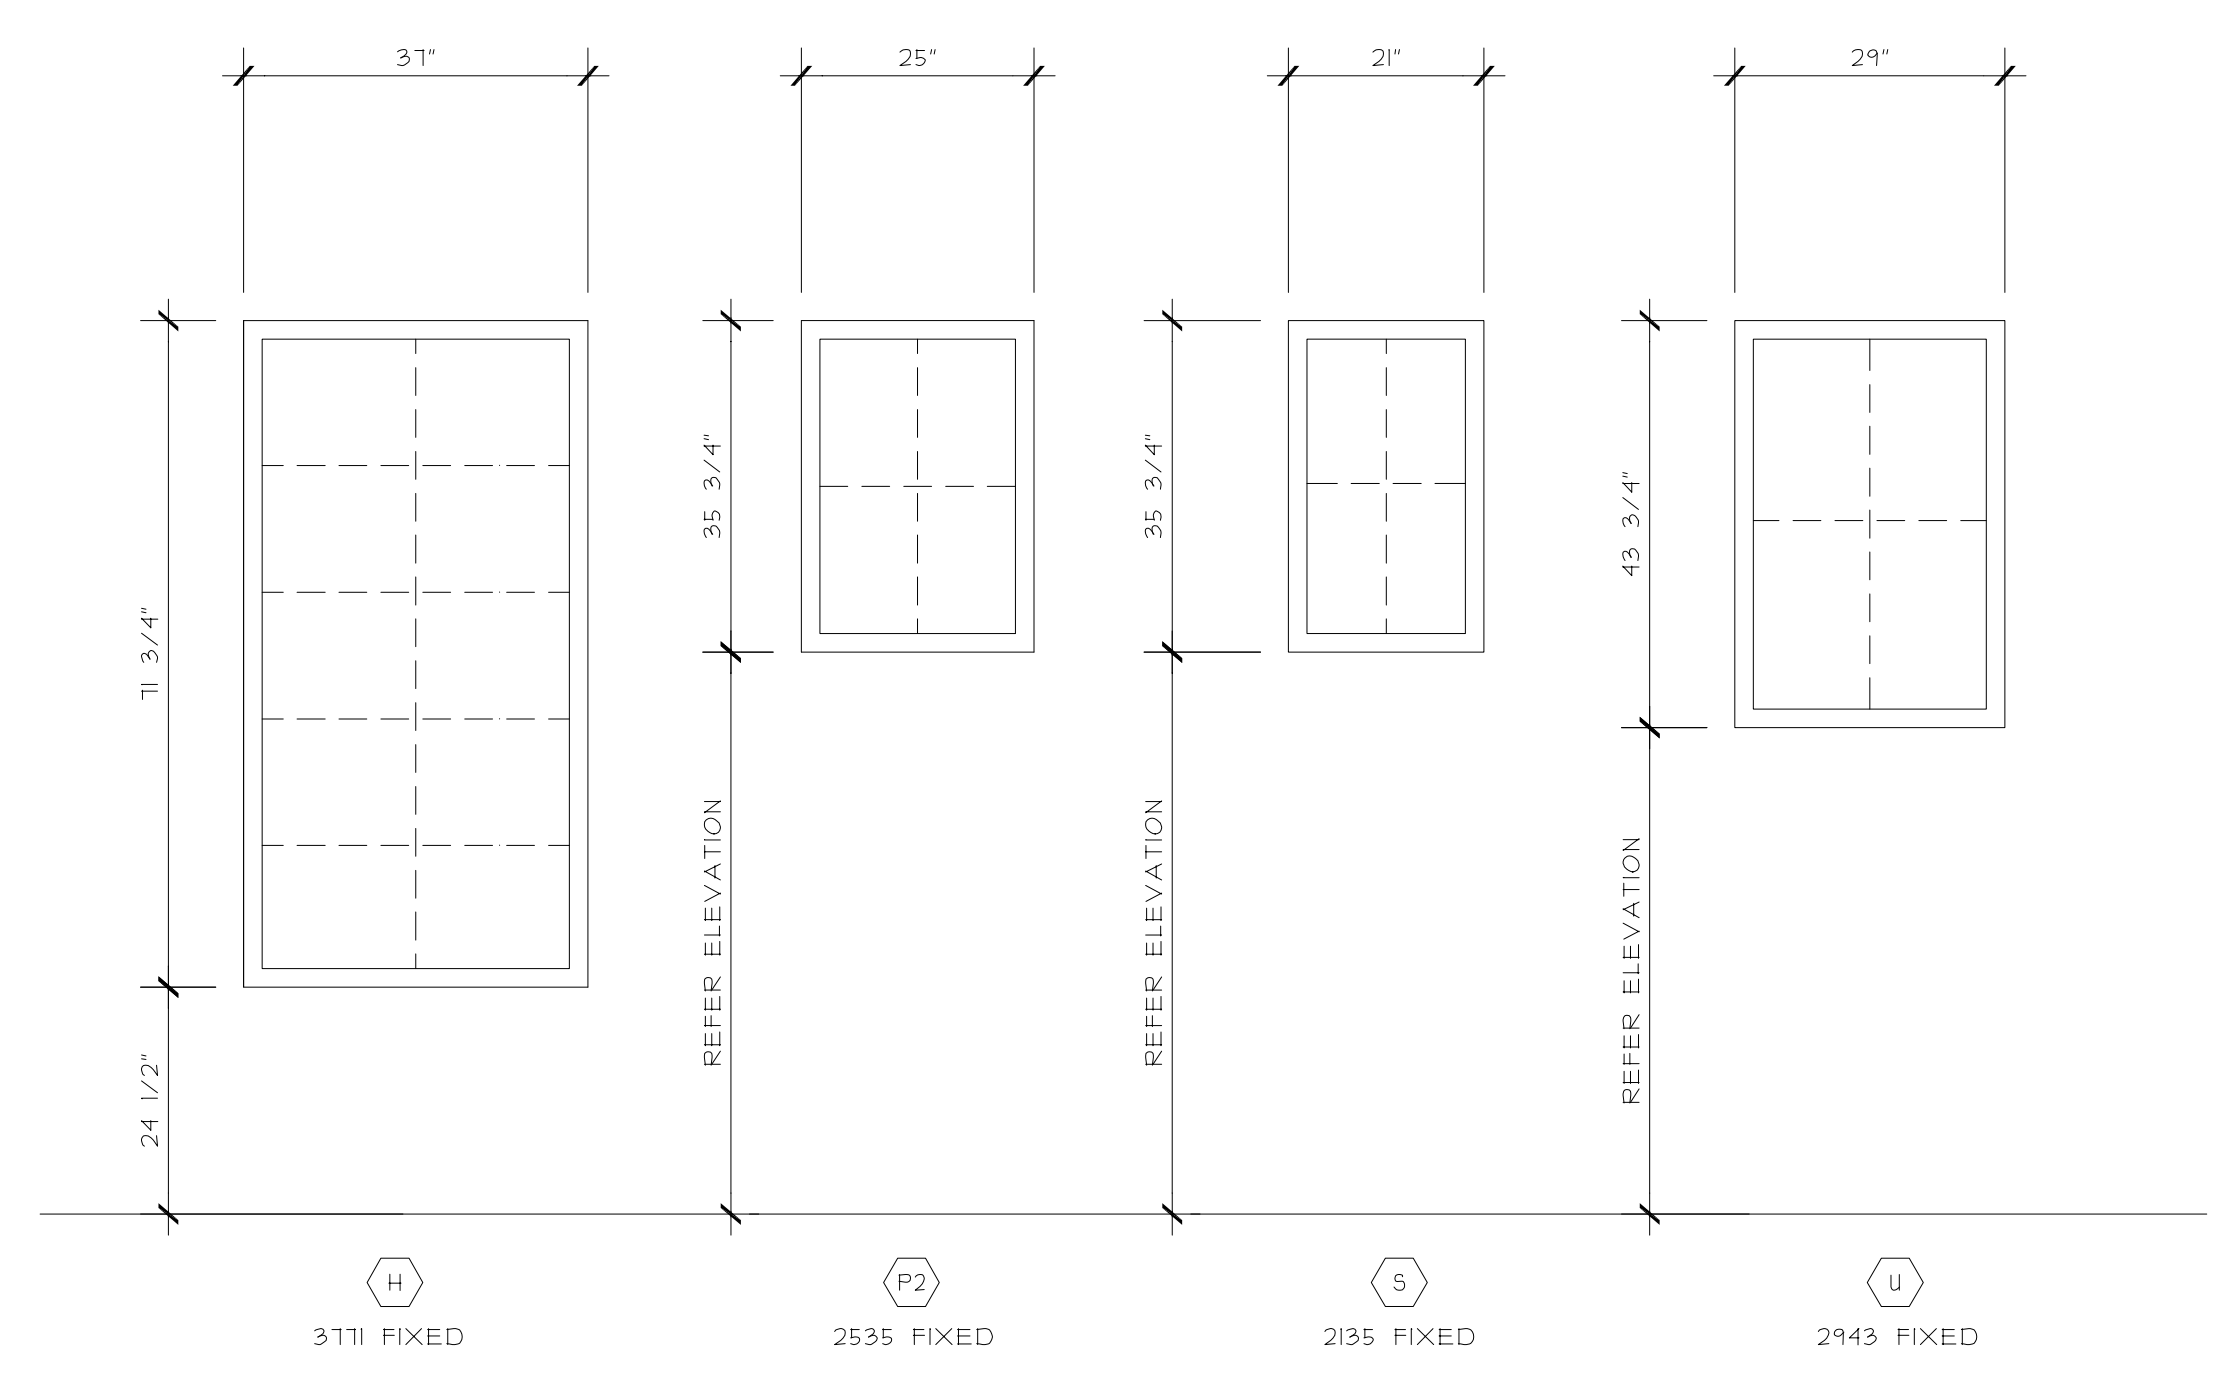 37"
25"
21"
29"
71 3/4"
35 3/4"
35 3/4"
43 3/4"
24 1/2"
REFER ELEVATION
REFER ELEVATION
REFER ELEVATION
H
P2
S
U
3771 FIXED
2535 FIXED
2135 FIXED
2943 FIXED